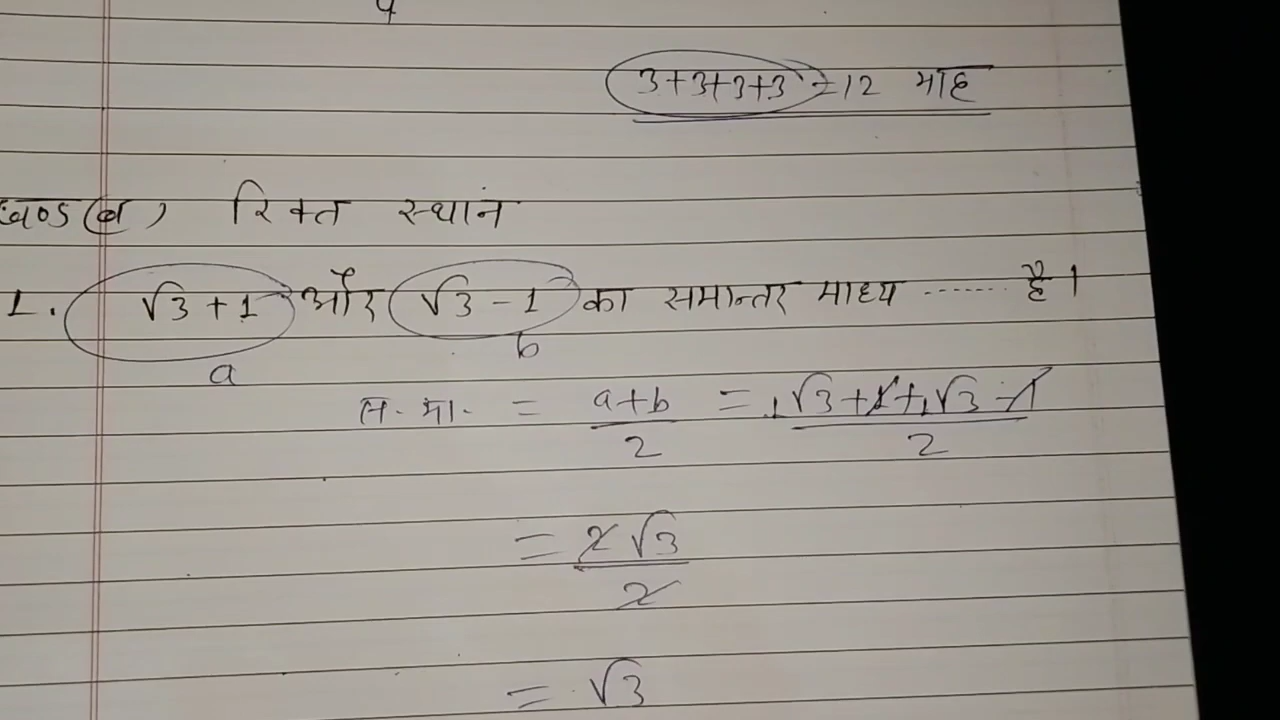 3+3+3+3 = 12 माह
खण्ड (ब) रिक्त स्थान
1. √3 + 1 और √3 - 1 का समान्तर माध्य ........ है।
a b
स. मा. = a+b/2 = √3+1+√3-1/2
= 2√3/2
= √3